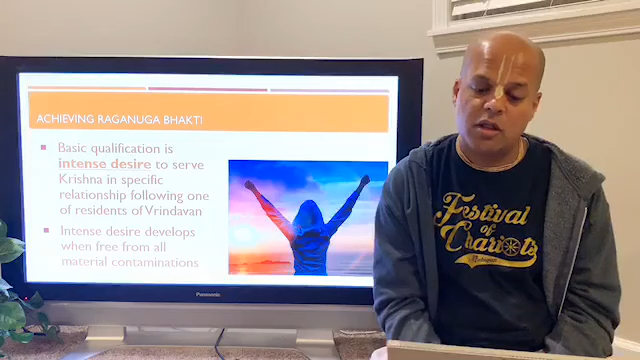 ACHIEVING RAGANUGA BHAKTI
Basic qualification is
intense desire to serve
Krishna in specific
relationship following one
of residents of Vrindavan
Intense desire develops
when free from all
material contaminations
Panasonic
Festival
of
Chariots
Michigan